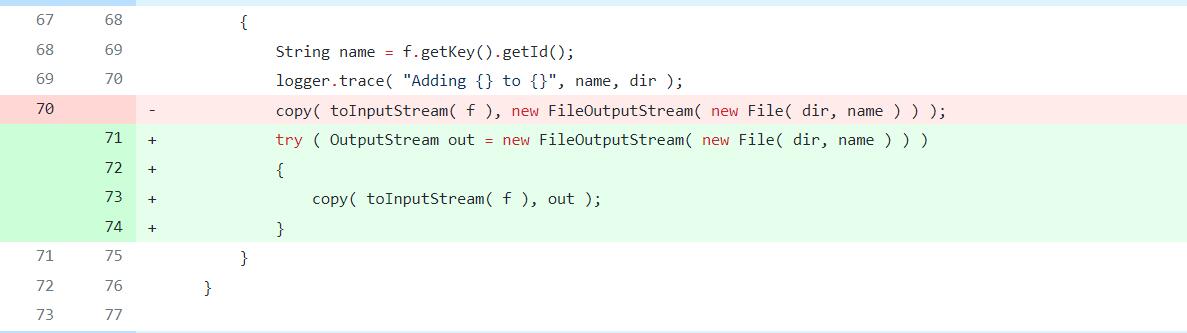 67 68 {
68 69 String name = f.getKey().getId();
69 70 logger.trace( "Adding {} to {}", name, dir );
70 - copy( toInputStream( f ), new FileOutputStream( new File( dir, name ) ) );
71 + try ( OutputStream out = new FileOutputStream( new File( dir, name ) ) )
72 + {
73 + copy( toInputStream( f ), out );
74 + }
71 75 }
72 76 }
73 77